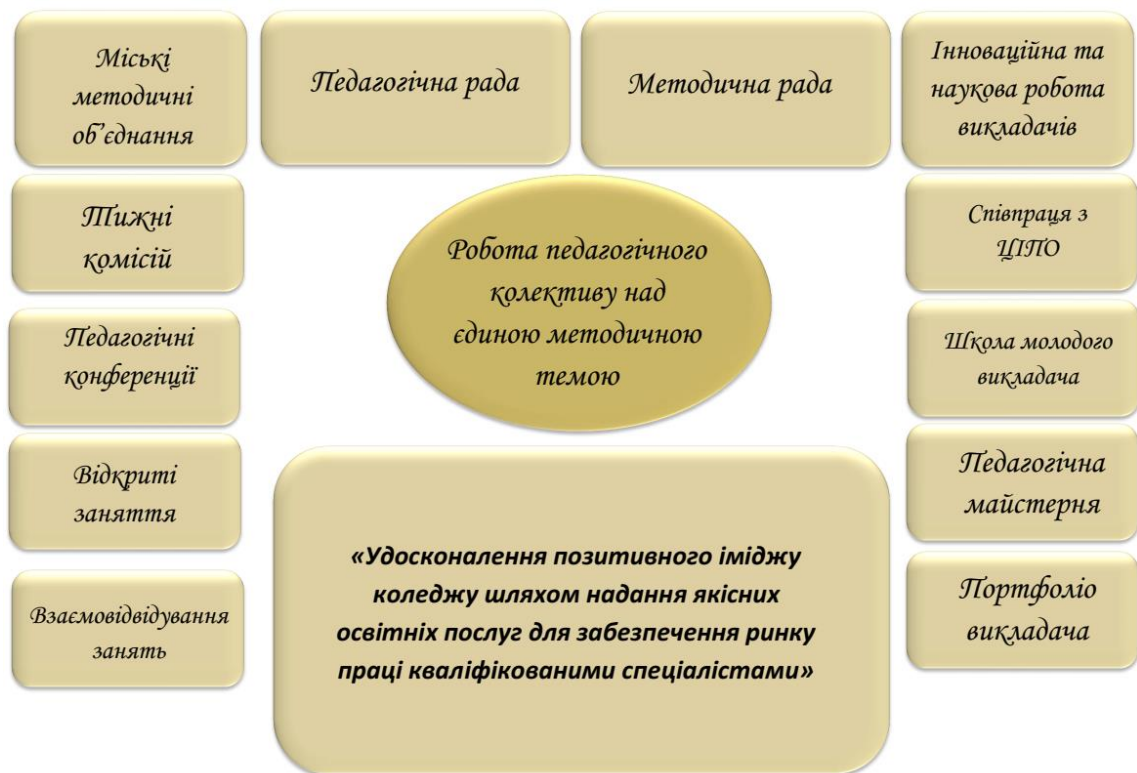 Міські
методичні
об’єднання
Педагогічна рада
Методична рада
Інноваційна та
наукова робота
викладачів
Тижні
комісій
Співпраця з
ЦІПО
Робота педагогічного
колективу над
єдиною методичною
темою
Педагогічні
конференції
Школа молодого
викладача
Відкриті
заняття
Педагогічна
майстерня
Взаємовідвідування
занять
Портфоліо
викладача
«Удосконалення позитивного іміджу
коледжу шляхом надання якісних
освітніх послуг для забезпечення ринку
праці кваліфікованими спеціалістами»